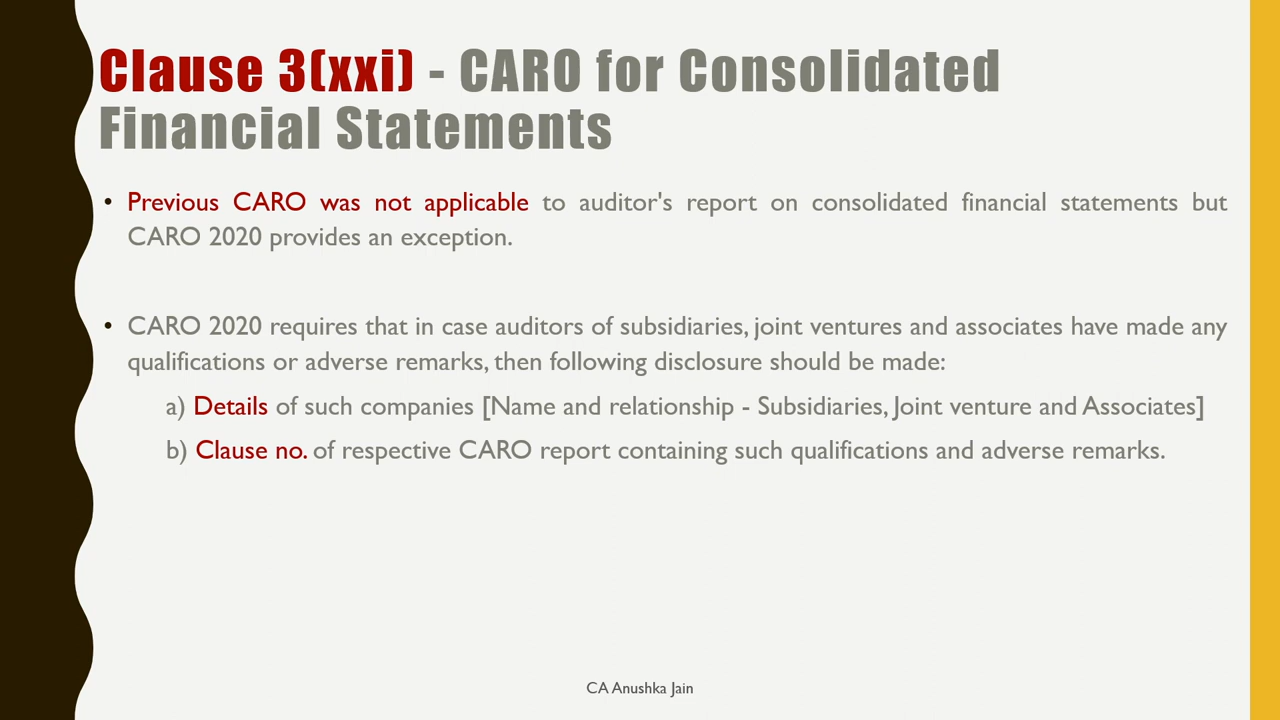 Clause 3(xxi) - CARO for Consolidated
Financial Statements
• Previous CARO was not applicable to auditor's report on consolidated financial statements but
CARO 2020 provides an exception.
• CARO 2020 requires that in case auditors of subsidiaries, joint ventures and associates have made any
qualifications or adverse remarks, then following disclosure should be made:
a) Details of such companies [Name and relationship - Subsidiaries, Joint venture and Associates]
b) Clause no. of respective CARO report containing such qualifications and adverse remarks.
CA Anushka Jain